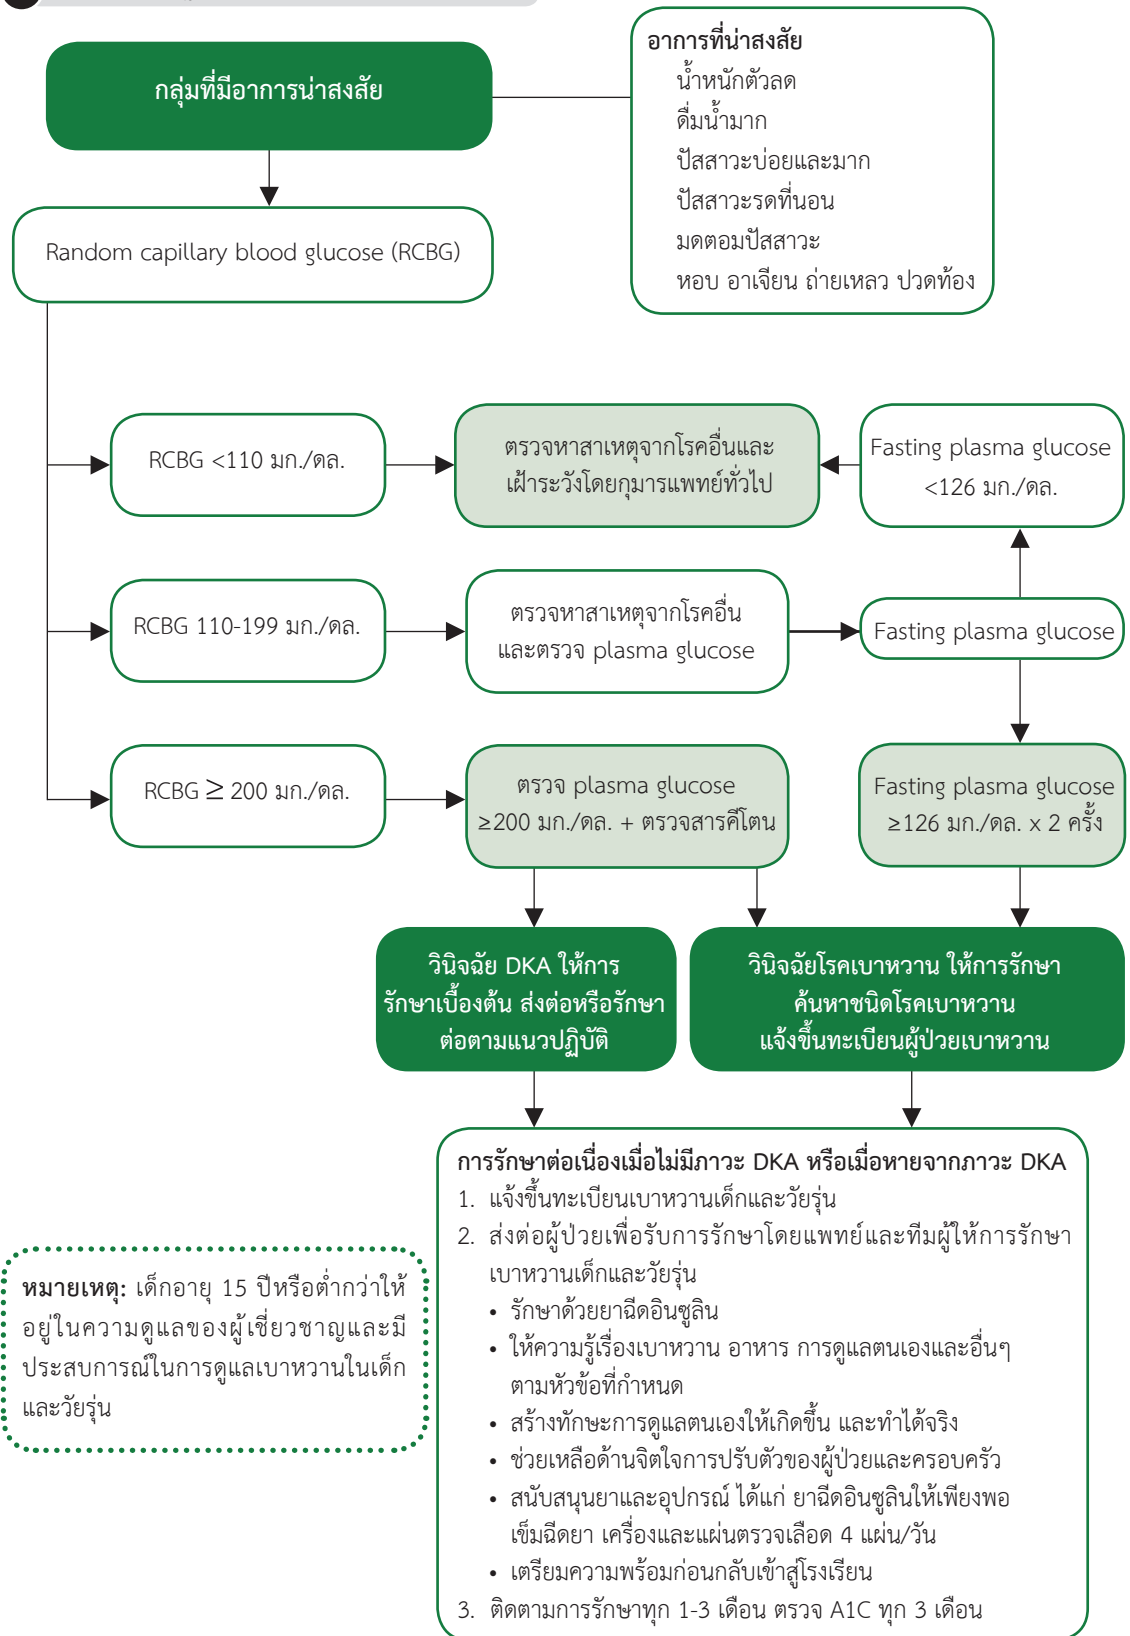 กลุ่มที่มีอาการน่าสงสัย
อาการที่น่าสงสัย
น้ำหนักตัวลด
ดื่มน้ำมาก
ปัสสาวะบ่อยและมาก
ปัสสาวะรดที่นอน
มดตอมปัสสาวะ
หอบ อาเจียน ถ่ายเหลว ปวดท้อง
Random capillary blood glucose (RCBG)
RCBG <110 มก./ดล.
ตรวจหาสาเหตุจากโรคอื่นและ
เฝ้าระวังโดยกุมารแพทย์ทั่วไป
Fasting plasma glucose
<126 มก./ดล.
RCBG 110-199 มก./ดล.
ตรวจหาสาเหตุจากโรคอื่น
และตรวจ plasma glucose
Fasting plasma glucose
RCBG ≥ 200 มก./ดล.
ตรวจ plasma glucose
≥200 มก./ดล. + ตรวจสารคีโตน
Fasting plasma glucose
≥126 มก./ดล. x 2 ครั้ง
วินิจฉัย DKA ให้การ
รักษาเบื้องต้น ส่งต่อหรือรักษา
ต่อตามแนวปฏิบัติ
วินิจฉัยโรคเบาหวาน ให้การรักษา
ค้นหาชนิดโรคเบาหวาน
แจ้งขึ้นทะเบียนผู้ป่วยเบาหวาน
การรักษาต่อเนื่องเมื่อไม่มีภาวะ DKA หรือเมื่อหายจากภาวะ DKA
1. แจ้งขึ้นทะเบียนเบาหวานเด็กและวัยรุ่น
2. ส่งต่อผู้ป่วยเพื่อรับการรักษาโดยแพทย์และทีมผู้ให้การรักษา
เบาหวานเด็กและวัยรุ่น
• รักษาด้วยยาฉีดอินซูลิน
• ให้ความรู้เรื่องเบาหวาน อาหาร การดูแลตนเองและอื่นๆ
ตามหัวข้อที่กำหนด
• สร้างทักษะการดูแลตนเองให้เกิดขึ้น และทำได้จริง
• ช่วยเหลือด้านจิตใจการปรับตัวของผู้ป่วยและครอบครัว
• สนับสนุนยาและอุปกรณ์ ได้แก่ ยาฉีดอินซูลินให้เพียงพอ
เข็มฉีดยา เครื่องและแผ่นตรวจเลือด 4 แผ่น/วัน
• เตรียมความพร้อมก่อนกลับเข้าสู่โรงเรียน
3. ติดตามการรักษาทุก 1-3 เดือน ตรวจ A1C ทุก 3 เดือน
หมายเหตุ: เด็กอายุ 15 ปีหรือต่ำกว่าให้
อยู่ในความดูแลของผู้เชี่ยวชาญและมี
ประสบการณ์ในการดูแลเบาหวานในเด็ก
และวัยรุ่น